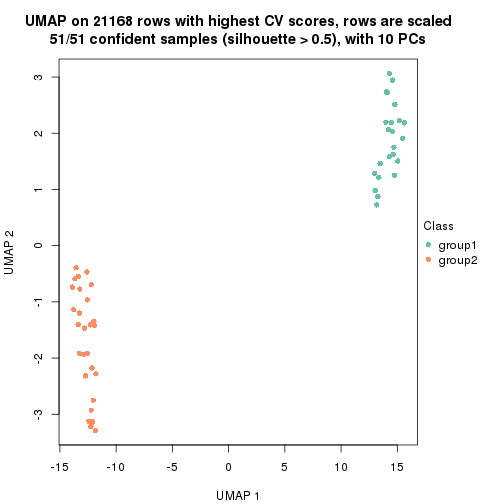 UMAP on 21168 rows with highest CV scores, rows are scaled
51/51 confident samples (silhouette > 0.5), with 10 PCs
3
2
1
0
-1
-2
-3
UMAP 2
-15
-10
-5
0
5
10
15
UMAP 1
Class
group1
group2